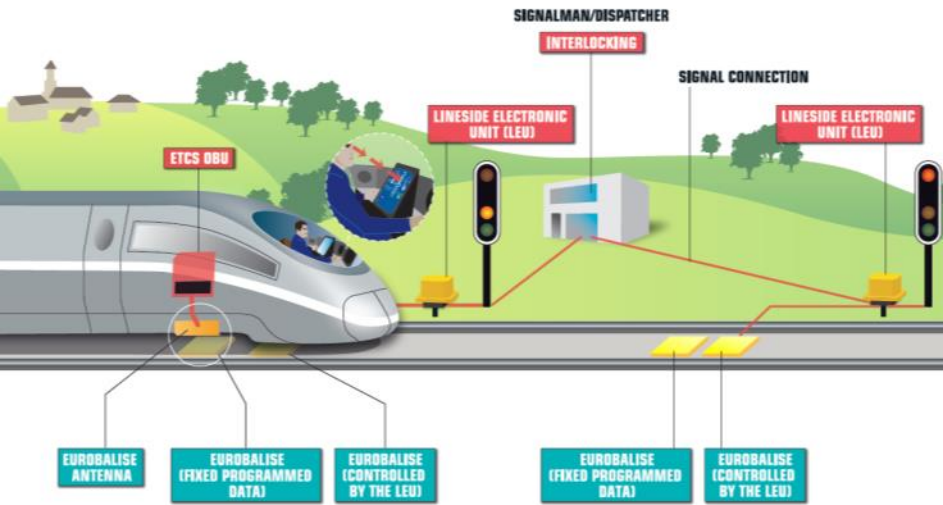 SIGNALMAN/DISPATCHER
INTERLOCKING
SIGNAL CONNECTION
LINESIDE ELECTRONIC
UNIT (LEU)
LINESIDE ELECTRONIC
UNIT (LEU)
ETCS OBU
EUROBALISE
ANTENNA
EUROBALISE
(FIXED PROGRAMMED
DATA)
EUROBALISE
(CONTROLLED
BY THE LEU)
EUROBALISE
(FIXED PROGRAMMED
DATA)
EUROBALISE
(CONTROLLED
BY THE LEU)